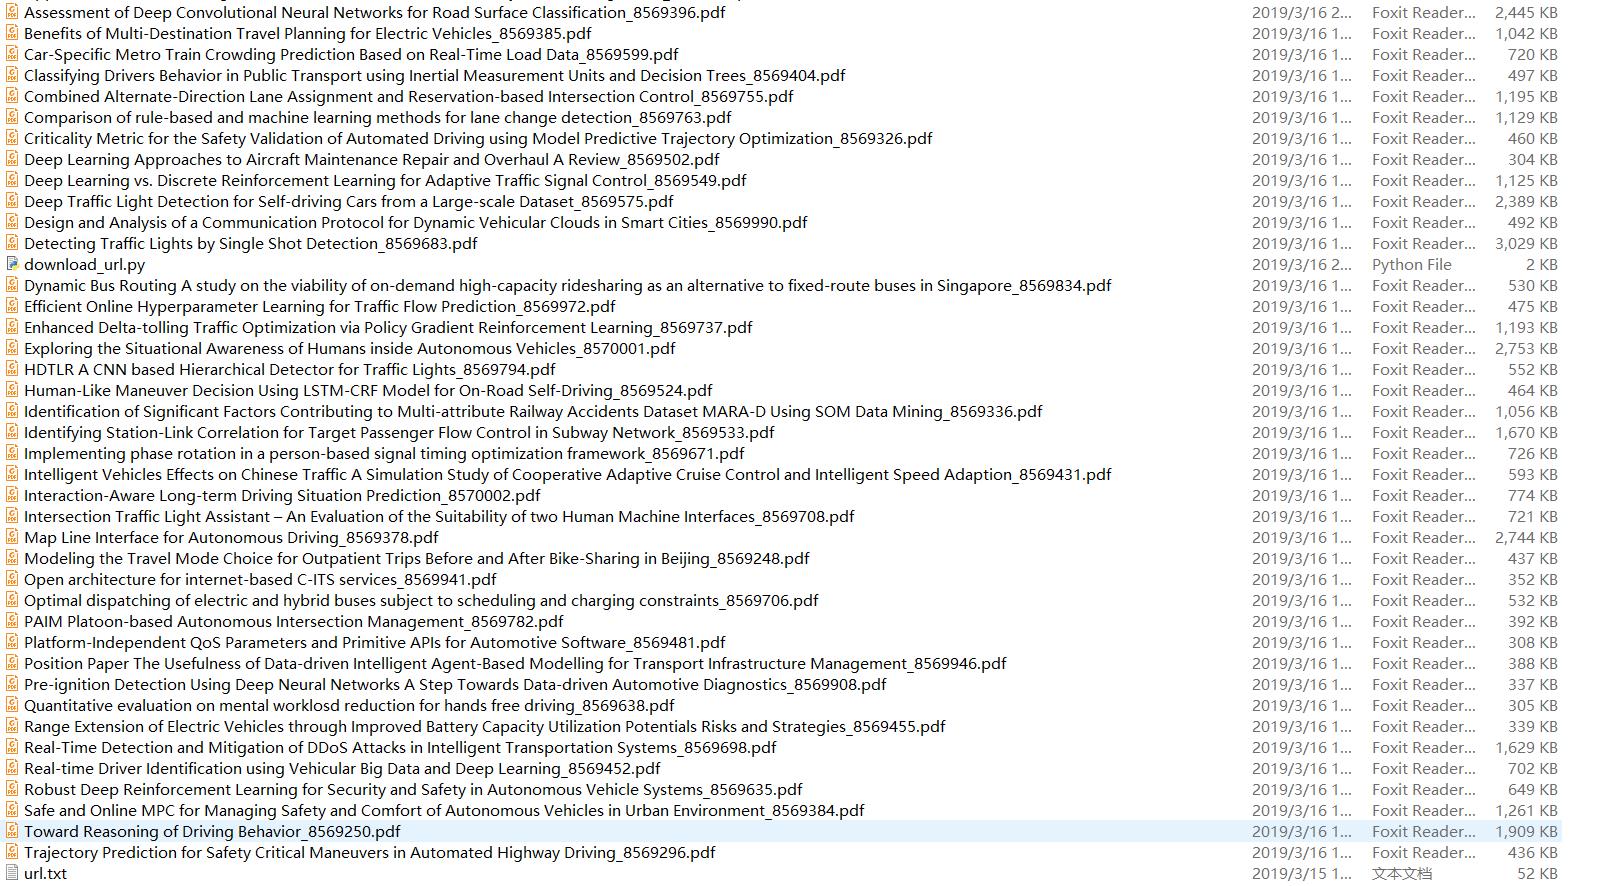 Assessment of Deep Convolutional Neural Networks for Road Surface Classification_8569396.pdf 2019/3/16 2... Foxit Reader... 2,445 KB
Benefits of Multi-Destination Travel Planning for Electric Vehicles_8569385.pdf 2019/3/16 1... Foxit Reader... 1,042 KB
Car-Specific Metro Train Crowding Prediction Based on Real-Time Load Data_8569599.pdf 2019/3/16 1... Foxit Reader... 720 KB
Classifying Drivers Behavior in Public Transport using Inertial Measurement Units and Decision Trees_8569404.pdf 2019/3/16 1... Foxit Reader... 497 KB
Combined Alternate-Direction Lane Assignment and Reservation-based Intersection Control_8569755.pdf 2019/3/16 1... Foxit Reader... 1,195 KB
Comparison of rule-based and machine learning methods for lane change detection_8569763.pdf 2019/3/16 1... Foxit Reader... 1,129 KB
Criticality Metric for the Safety Validation of Automated Driving using Model Predictive Trajectory Optimization_8569326.pdf 2019/3/16 1... Foxit Reader... 460 KB
Deep Learning Approaches to Aircraft Maintenance Repair and Overhaul A Review_8569502.pdf 2019/3/16 1... Foxit Reader... 304 KB
Deep Learning vs. Discrete Reinforcement Learning for Adaptive Traffic Signal Control_8569549.pdf 2019/3/16 1... Foxit Reader... 1,125 KB
Deep Traffic Light Detection for Self-driving Cars from a Large-scale Dataset_8569575.pdf 2019/3/16 1... Foxit Reader... 2,389 KB
Design and Analysis of a Communication Protocol for Dynamic Vehicular Clouds in Smart Cities_8569990.pdf 2019/3/16 1... Foxit Reader... 492 KB
Detecting Traffic Lights by Single Shot Detection_8569683.pdf 2019/3/16 1... Foxit Reader... 3,029 KB
download_url.py 2019/3/16 2... Python File 2 KB
Dynamic Bus Routing A study on the viability of on-demand high-capacity ridesharing as an alternative to fixed-route buses in Singapore_8569834.pdf 2019/3/16 1... Foxit Reader... 530 KB
Efficient Online Hyperparameter Learning for Traffic Flow Prediction_8569972.pdf 2019/3/16 1... Foxit Reader... 475 KB
Enhanced Delta-tolling Traffic Optimization via Policy Gradient Reinforcement Learning_8569737.pdf 2019/3/16 1... Foxit Reader... 1,193 KB
Exploring the Situational Awareness of Humans inside Autonomous Vehicles_8570001.pdf 2019/3/16 1... Foxit Reader... 2,753 KB
HDTLR A CNN based Hierarchical Detector for Traffic Lights_8569794.pdf 2019/3/16 1... Foxit Reader... 552 KB
Human-Like Maneuver Decision Using LSTM-CRF Model for On-Road Self-Driving_8569524.pdf 2019/3/16 1... Foxit Reader... 464 KB
Identification of Significant Factors Contributing to Multi-attribute Railway Accidents Dataset MARA-D Using SOM Data Mining_8569336.pdf 2019/3/16 1... Foxit Reader... 1,056 KB
Identifying Station-Link Correlation for Target Passenger Flow Control in Subway Network_8569533.pdf 2019/3/16 1... Foxit Reader... 1,670 KB
Implementing phase rotation in a person-based signal timing optimization framework_8569671.pdf 2019/3/16 1... Foxit Reader... 726 KB
Intelligent Vehicles Effects on Chinese Traffic A Simulation Study of Cooperative Adaptive Cruise Control and Intelligent Speed Adaption_8569431.pdf 2019/3/16 1... Foxit Reader... 593 KB
Interaction-Aware Long-term Driving Situation Prediction_8570002.pdf 2019/3/16 1... Foxit Reader... 774 KB
Intersection Traffic Light Assistant – An Evaluation of the Suitability of two Human Machine Interfaces_8569708.pdf 2019/3/16 1... Foxit Reader... 721 KB
Map Line Interface for Autonomous Driving_8569378.pdf 2019/3/16 1... Foxit Reader... 2,744 KB
Modeling the Travel Mode Choice for Outpatient Trips Before and After Bike-Sharing in Beijing_8569248.pdf 2019/3/16 1... Foxit Reader... 437 KB
Open architecture for internet-based C-ITS services_8569941.pdf 2019/3/16 1... Foxit Reader... 352 KB
Optimal dispatching of electric and hybrid buses subject to scheduling and charging constraints_8569706.pdf 2019/3/16 1... Foxit Reader... 532 KB
PAIM Platoon-based Autonomous Intersection Management_8569782.pdf 2019/3/16 1... Foxit Reader... 392 KB
Platform-Independent QoS Parameters and Primitive APIs for Automotive Software_8569481.pdf 2019/3/16 1... Foxit Reader... 308 KB
Position Paper The Usefulness of Data-driven Intelligent Agent-Based Modelling for Transport Infrastructure Management_8569946.pdf 2019/3/16 1... Foxit Reader... 388 KB
Pre-ignition Detection Using Deep Neural Networks A Step Towards Data-driven Automotive Diagnostics_8569908.pdf 2019/3/16 1... Foxit Reader... 337 KB
Quantitative evaluation on mental worklosd reduction for hands free driving_8569638.pdf 2019/3/16 1... Foxit Reader... 305 KB
Range Extension of Electric Vehicles through Improved Battery Capacity Utilization Potentials Risks and Strategies_8569455.pdf 2019/3/16 1... Foxit Reader... 339 KB
Real-Time Detection and Mitigation of DDoS Attacks in Intelligent Transportation Systems_8569698.pdf 2019/3/16 1... Foxit Reader... 1,629 KB
Real-time Driver Identification using Vehicular Big Data and Deep Learning_8569452.pdf 2019/3/16 1... Foxit Reader... 702 KB
Robust Deep Reinforcement Learning for Security and Safety in Autonomous Vehicle Systems_8569635.pdf 2019/3/16 1... Foxit Reader... 649 KB
Safe and Online MPC for Managing Safety and Comfort of Autonomous Vehicles in Urban Environment_8569384.pdf 2019/3/16 1... Foxit Reader... 1,261 KB
Toward Reasoning of Driving Behavior_8569250.pdf 2019/3/16 1... Foxit Reader... 1,909 KB
Trajectory Prediction for Safety Critical Maneuvers in Automated Highway Driving_8569296.pdf 2019/3/16 1... Foxit Reader... 436 KB
url.txt 2019/3/15 1... 文本文档 52 KB